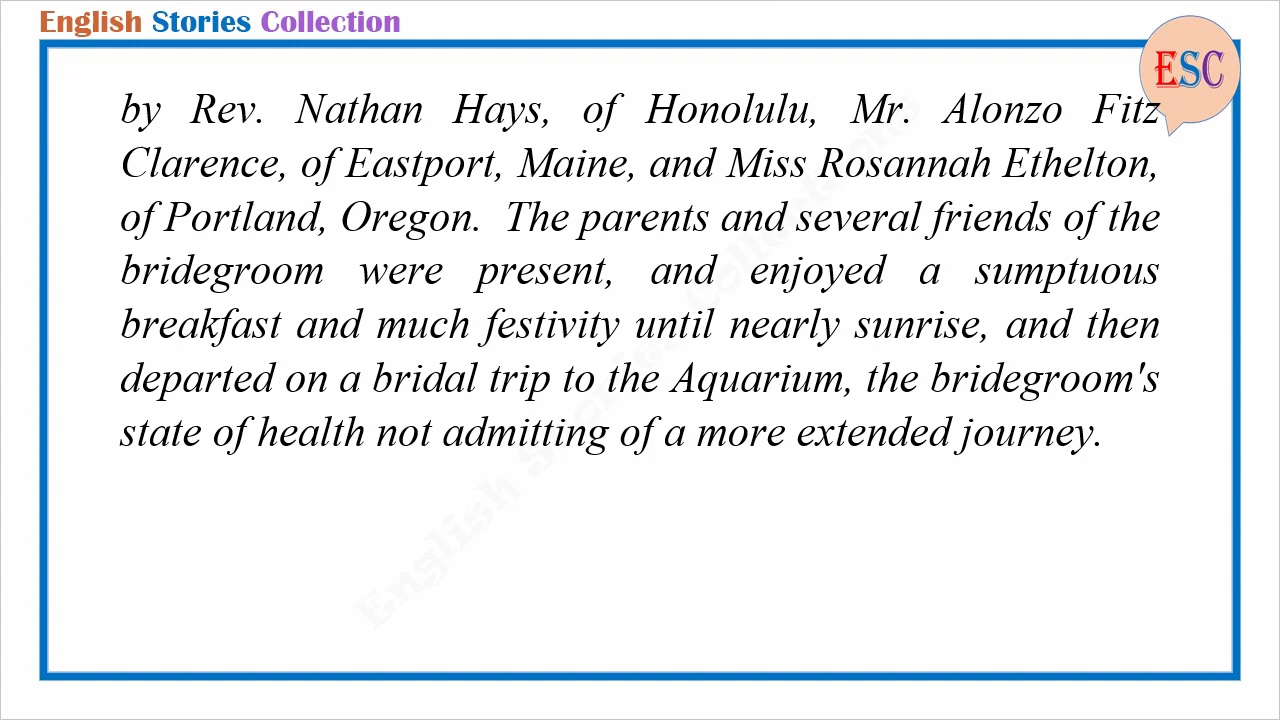 English Stories Collection
ESC
by Rev. Nathan Hays, of Honolulu, Mr. Alonzo Fitz
Clarence, of Eastport, Maine, and Miss Rosannah Ethelton,
of Portland, Oregon.  The parents and several friends of the
bridegroom were present, and enjoyed a sumptuous
breakfast and much festivity until nearly sunrise, and then
departed on a bridal trip to the Aquarium, the bridegroom's
state of health not admitting of a more extended journey.
English Stories Collections